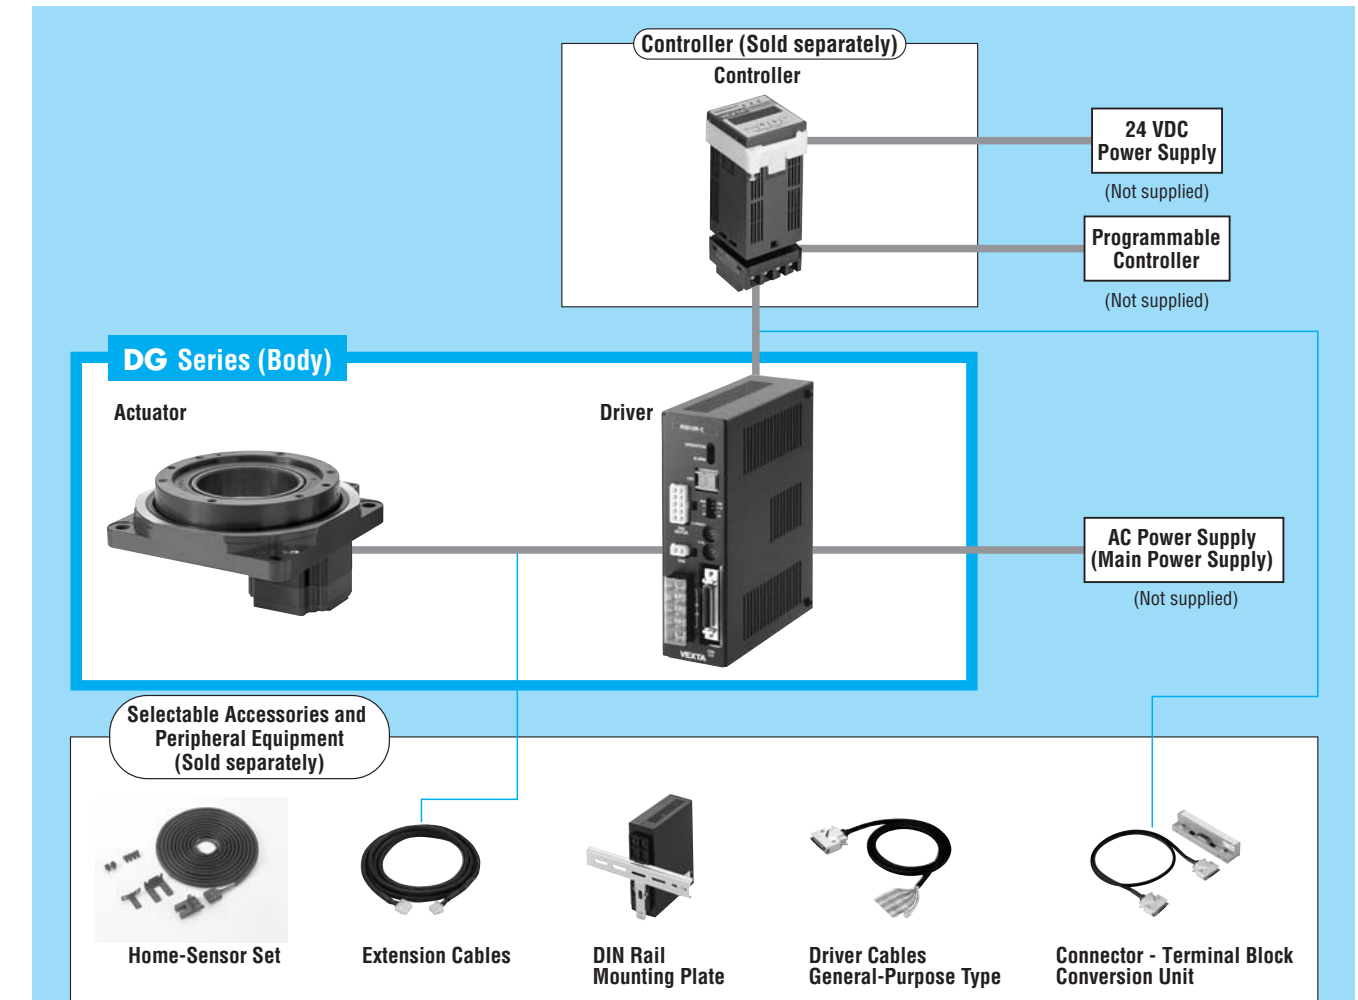 Controller (Sold separately)
Controller
24 VDC
Power Supply
(Not supplied)
Programmable
Controller
(Not supplied)
DG Series (Body)
Actuator
Driver
AC Power Supply
(Main Power Supply)
(Not supplied)
VEXTA
Selectable Accessories and
Peripheral Equipment
(Sold separately)
Home-Sensor Set
Extension Cables
DIN Rail
Mounting Plate
Driver Cables
General-Purpose Type
Connector - Terminal Block
Conversion Unit